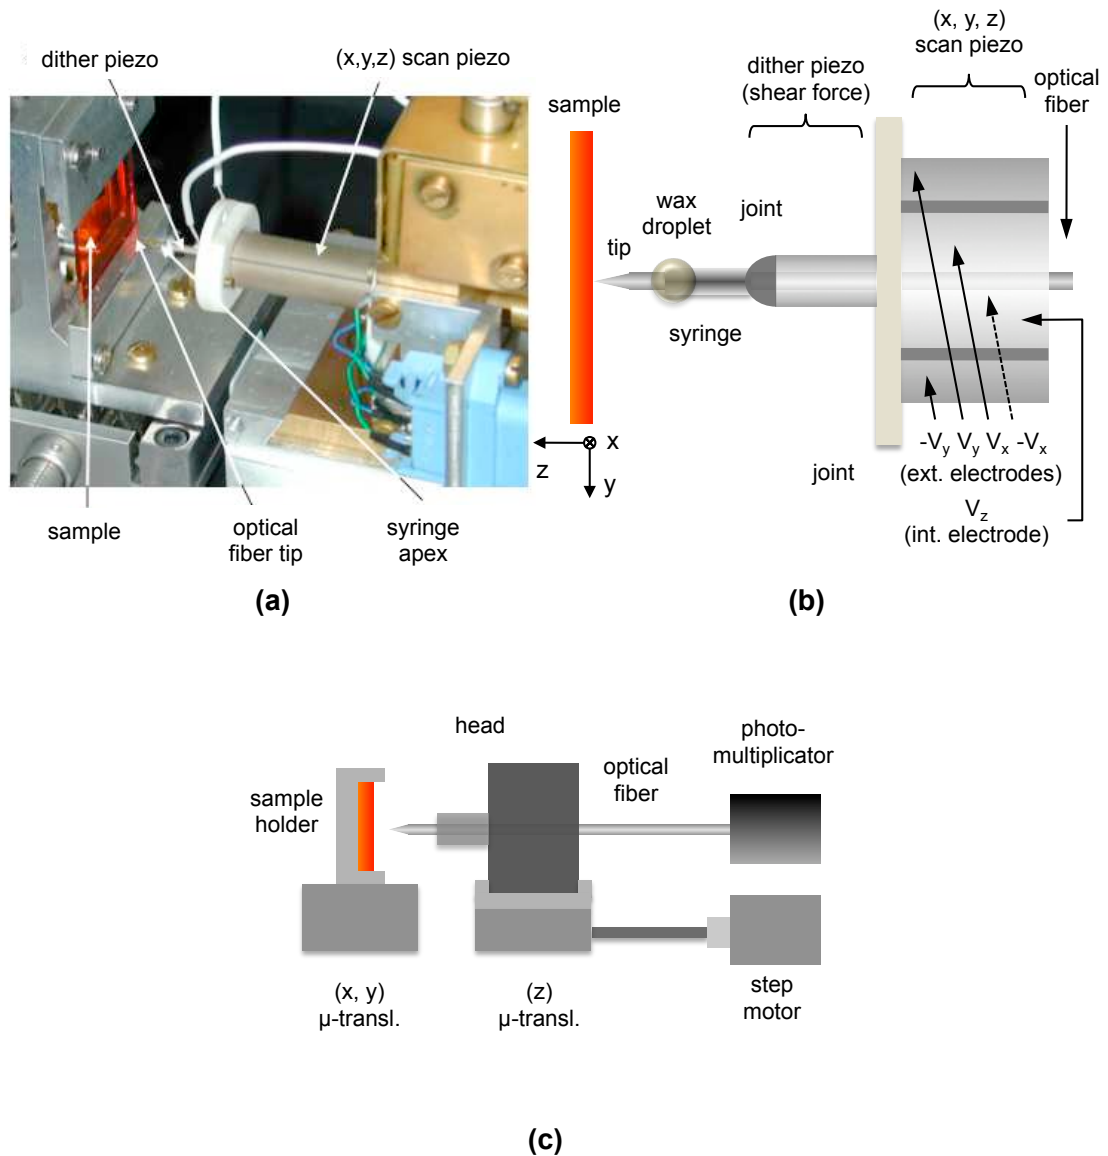 dither piezo
(x,y,z) scan piezo
sample
optical
fiber tip
syringe
apex
(a)
(x, y, z)
scan piezo
dither piezo
(shear force)
optical
fiber
sample
wax
droplet
joint
tip
syringe
x
z
y
joint
-Vy Vy Vx -Vx
(ext. electrodes)
Vz
(int. electrode)
(b)
head
photo-
multiplicator
optical
fiber
sample
holder
(x, y)
µ-transl.
(z)
µ-transl.
step
motor
(c)